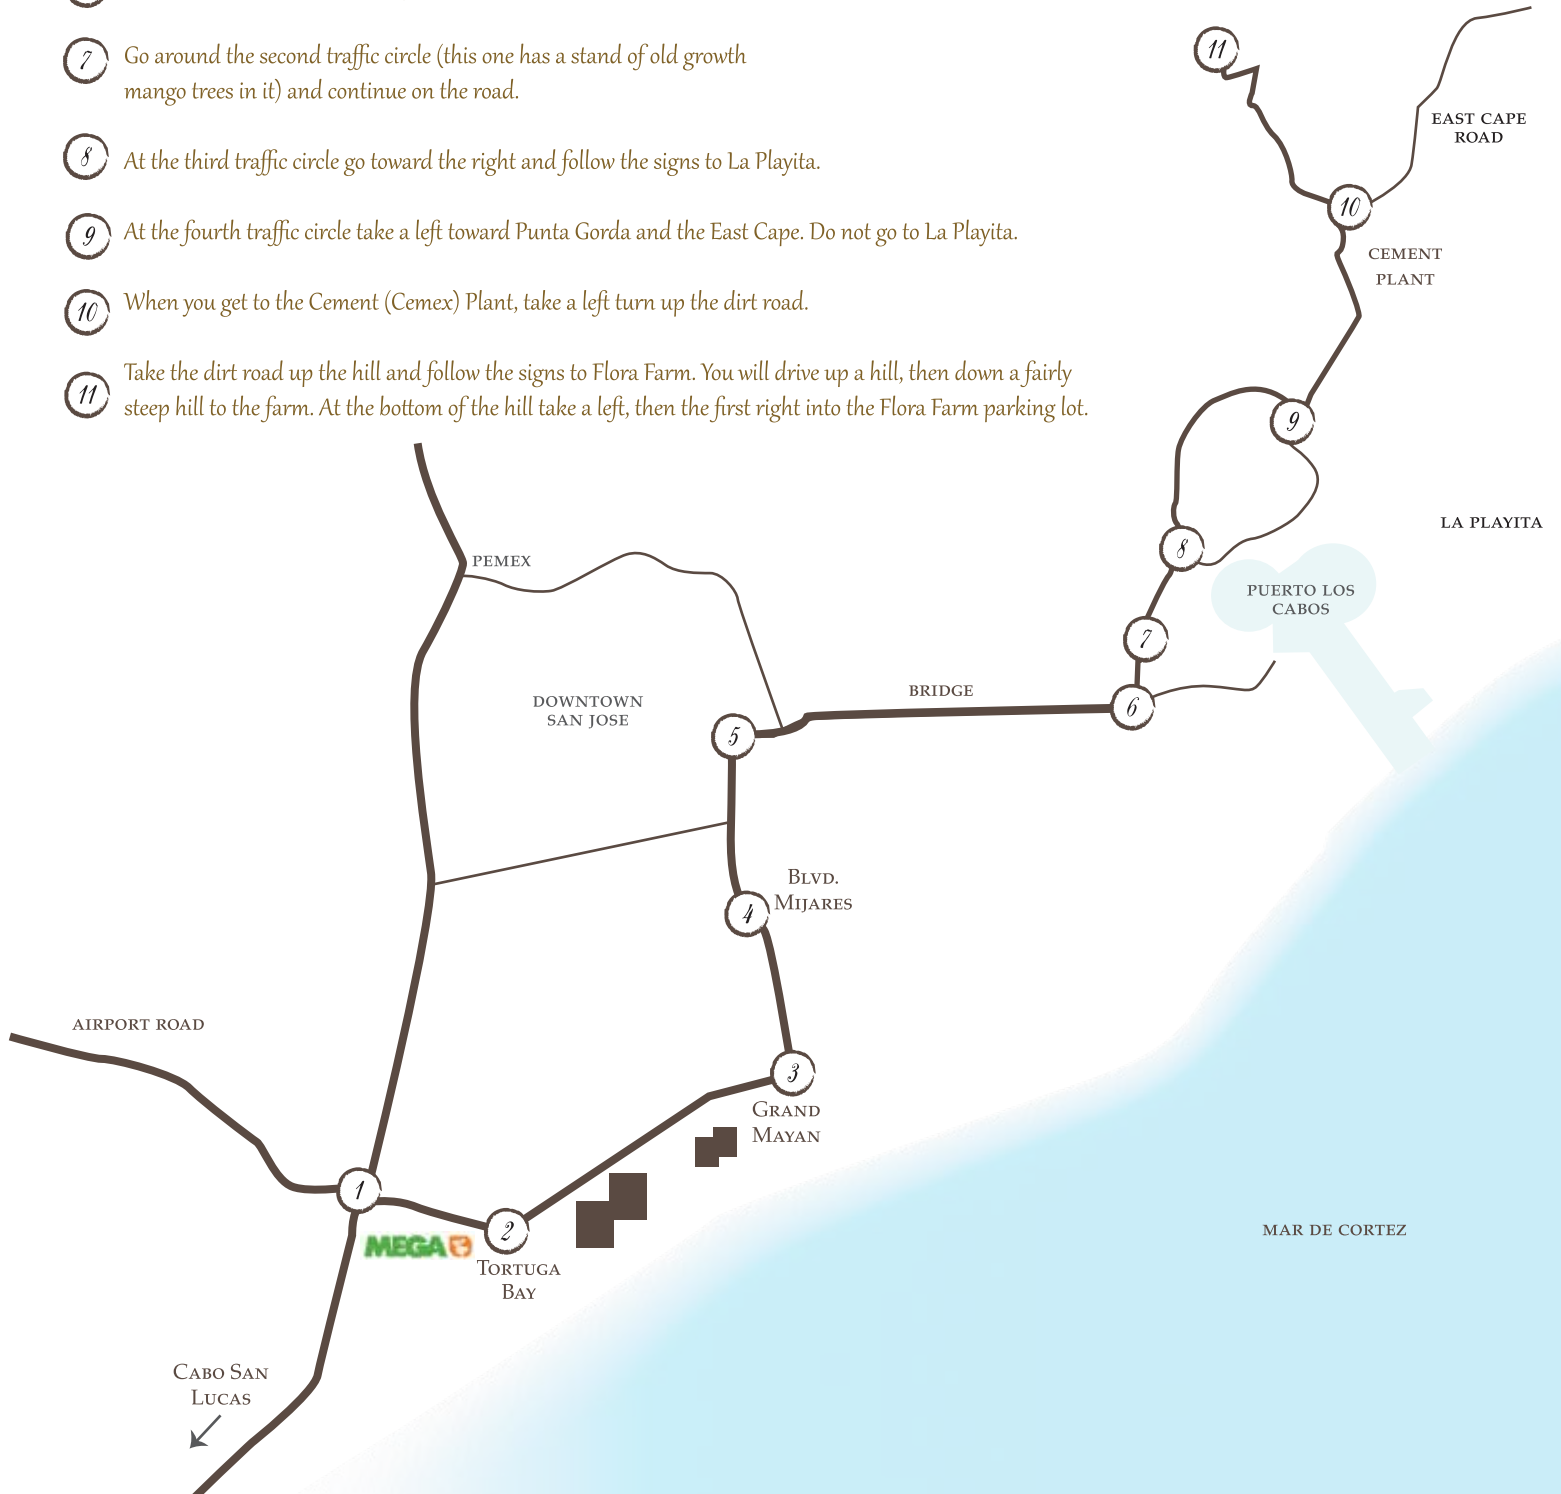 7
Go around the second traffic circle (this one has a stand of old growth
mango trees in it) and continue on the road.
8
At the third traffic circle go toward the right and follow the signs to La Playita.
9
At the fourth traffic circle take a left toward Punta Gorda and the East Cape. Do not go to La Playita.
10
When you get to the Cement (Cemex) Plant, take a left turn up the dirt road.
11
Take the dirt road up the hill and follow the signs to Flora Farm. You will drive up a hill, then down a fairly
steep hill to the farm. At the bottom of the hill take a left, then the first right into the Flora Farm parking lot.
11
EAST CAPE
ROAD
10
CEMENT
PLANT
9
LA PLAYITA
8
PEMEX
PUERTO LOS
CABOS
7
DOWNTOWN
SAN JOSE
BRIDGE
6
5
BLVD.
MIJARES
4
AIRPORT ROAD
3
GRAND
MAYAN
1
MEGA
2
TORTUGA
BAY
MAR DE CORTEZ
CABO SAN
LUCAS